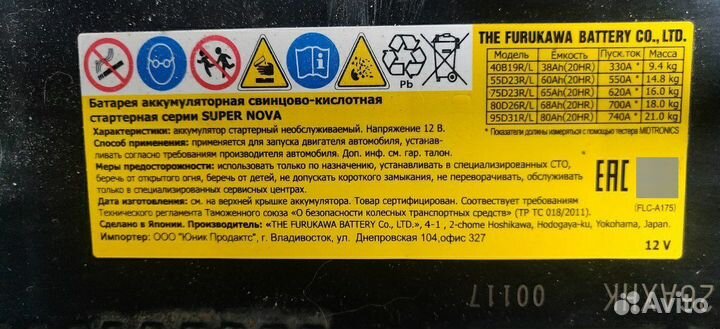 THE FURUKAWA BATTERY CO., LTD.
Модель Ёмкость Пуск.ток Масса
40B19R/L 38Ah(20HR) 330A * 9.4 kg
55D23R/L 60Ah(20HR) 550A * 14.8 kg
75D23R/L 65Ah(20HR) 620A * 16.0 kg
80D26R/L 68Ah(20HR) 700A * 18.0 kg
95D31R/L 80Ah(20HR) 740A * 21.0 kg
* Показатели должны измеряться с помощью тестера MIDTRONICS
Pb
Батарея аккумуляторная свинцово-кислотная
стартерная серии SUPER NOVA
Характеристики: аккумулятор стартерный необслуживаемый. Напряжение 12 В.
Способ применения: применяется для запуска двигателя автомобиля, устанав-
ливать согласно требованиям производителя автомобиля. Доп. инф. см. гар. талон.
Меры предосторожности: использовать только по назначению, устанавливать в специализированных СТО,
беречь от открытого огня, беречь от детей, не допускать короткого замыкания, не переворачивать, обслуживать
только в специализированных сервисных центрах.
Дата изготовления: см. на верхней крышке аккумулятора. Товар сертифицирован. Соотвествует требованиям
Технического регламента Таможенного союза «О безопасности колесных транспортных средств» (ТР ТС 018/2011).
Сделано в Японии. Производитель: «THE FURUKAWA BATTERY Co., LTD.», 4-1 , 2-chome Hoshikawa, Hodogaya-ku, Yokohama, Japan.
Импортер: ООО "Юник Продактс", г. Владивосток, ул. Днепровская 104,офис 327
EAC
(FLC-A175)
12 V
00117
Avito